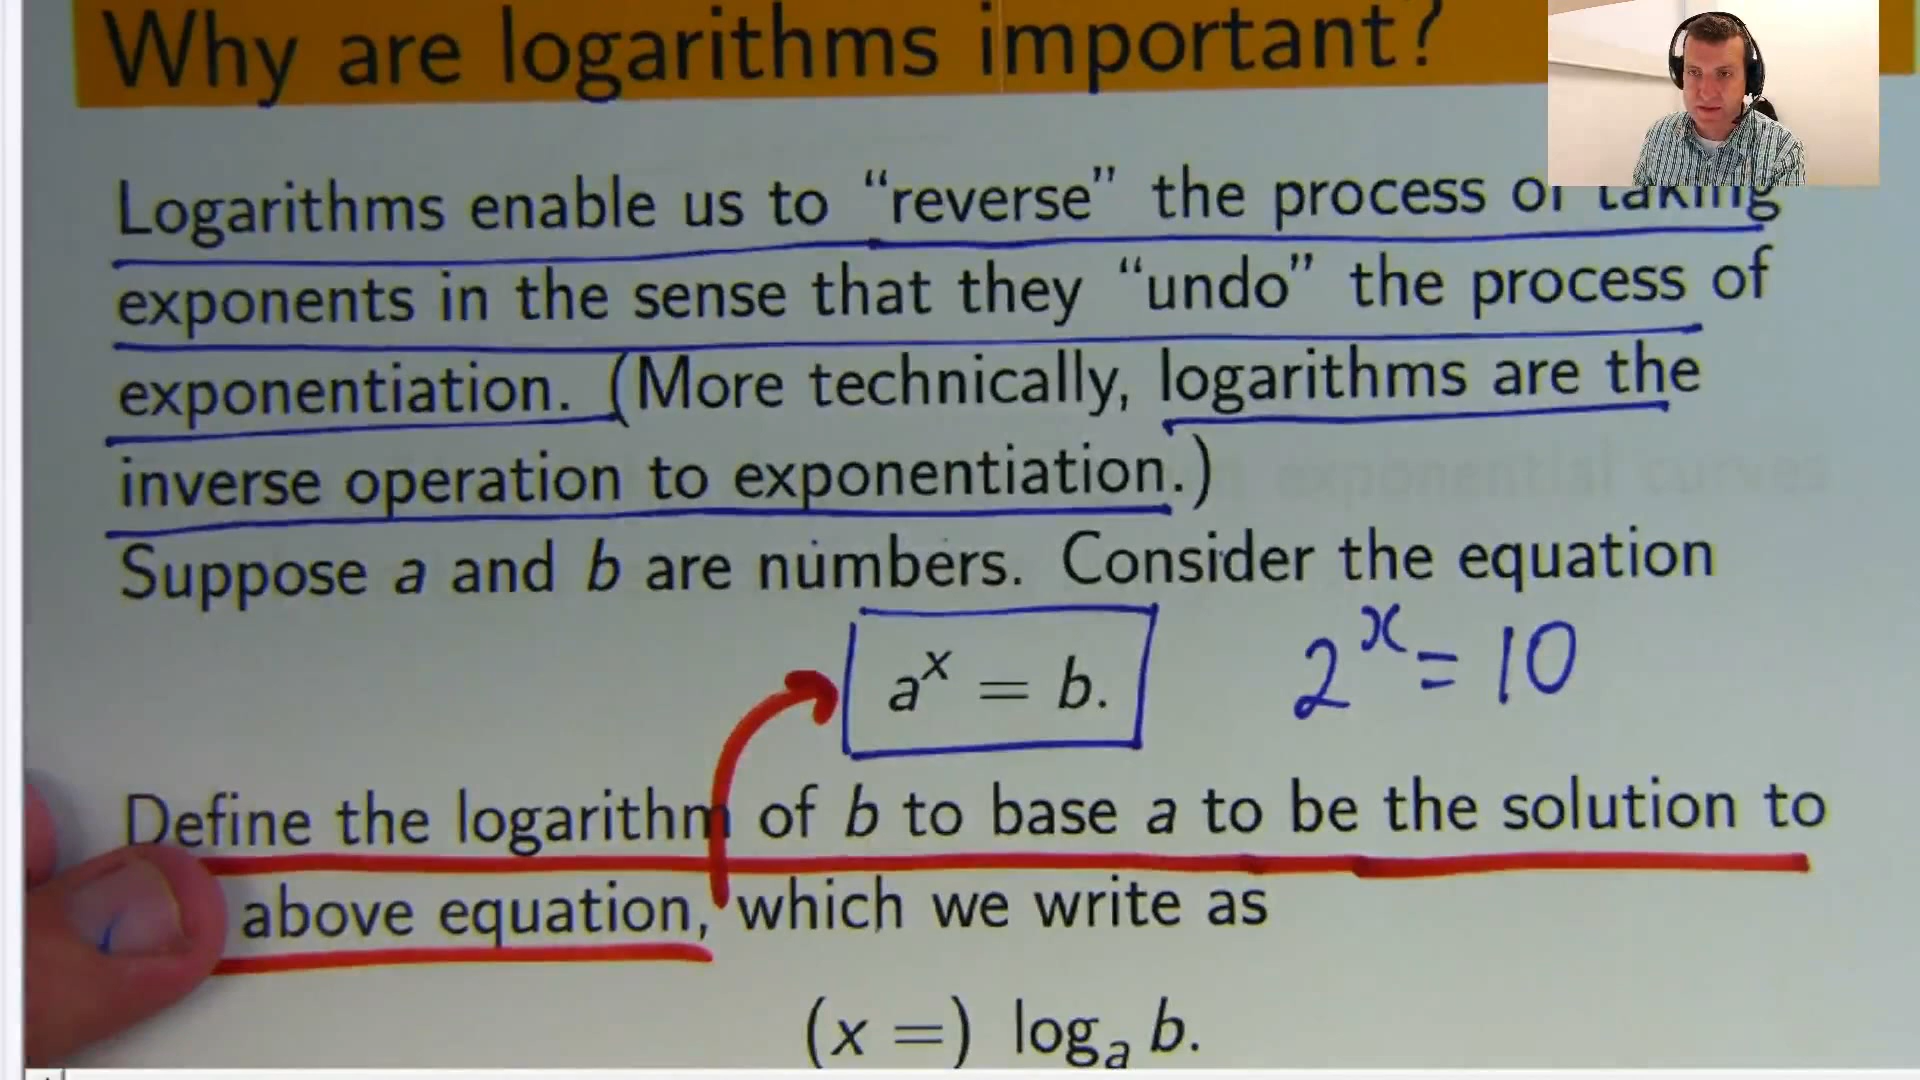 Why are logarithms important?
Logarithms enable us to “reverse” the process of taking
exponents in the sense that they “undo” the process of
exponentiation. (More technically, logarithms are the
inverse operation to exponentiation.)
Suppose a and b are numbers. Consider the equation
aˣ = b. 2ˣ = 10
Define the logarithm of b to base a to be the solution to
above equation, which we write as
(x =) logₐ b.